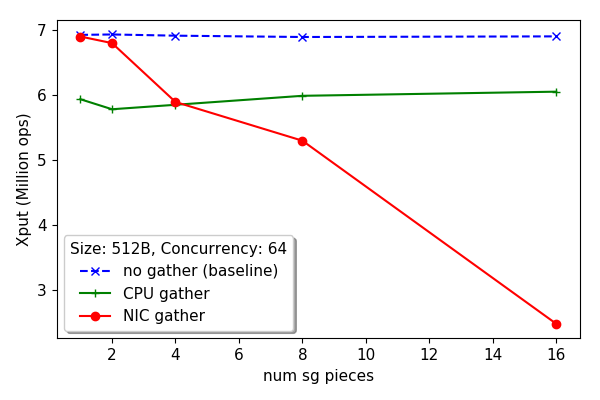 7
6
5
4
3
Xput (Million ops)
Size: 512B, Concurrency: 64
no gather (baseline)
CPU gather
NIC gather
2 4 6 8 10 12 14 16
num sg pieces